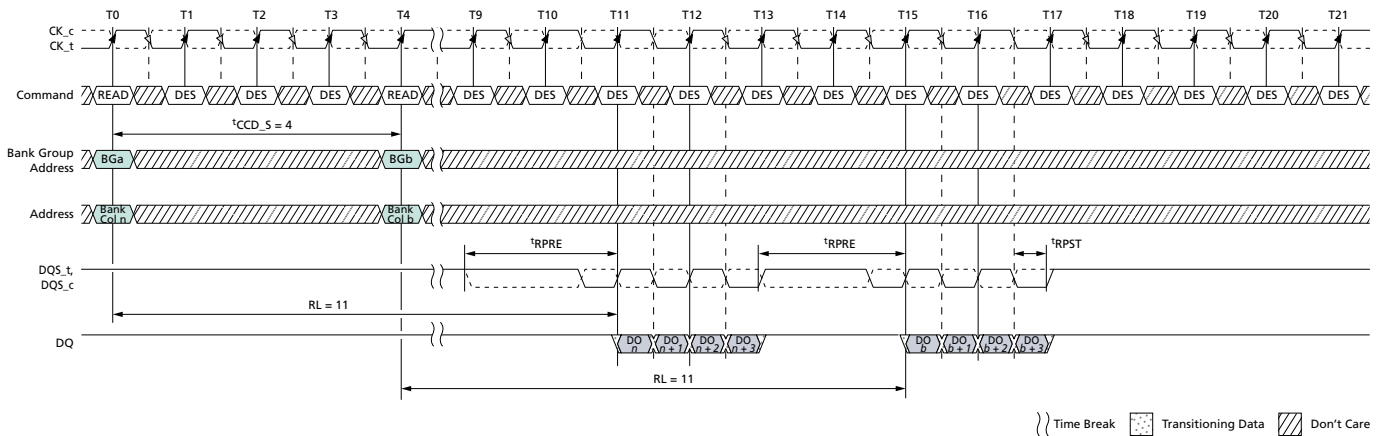 T0 T1 T2 T3 T4 T9 T10 T11 T12 T13 T14 T15 T16 T17 T18 T19 T20 T21
CK_c
CK_t
Command READ DES DES DES READ DES DES DES DES DES DES DES DES DES DES DES DES DES
tCCD_S = 4
Bank Group
Address
BGa BGb
Address
Bank
Col n
Bank
Col b
tRPRE tRPRE tRPST
DQS_t,
DQS_c
RL = 11
DQ
DO
n
DO
n + 1
DO
n + 2
DO
n + 3
DO
b
DO
b + 1
DO
b + 2
DO
b + 3
RL = 11
Time Break Transitioning Data Don't Care